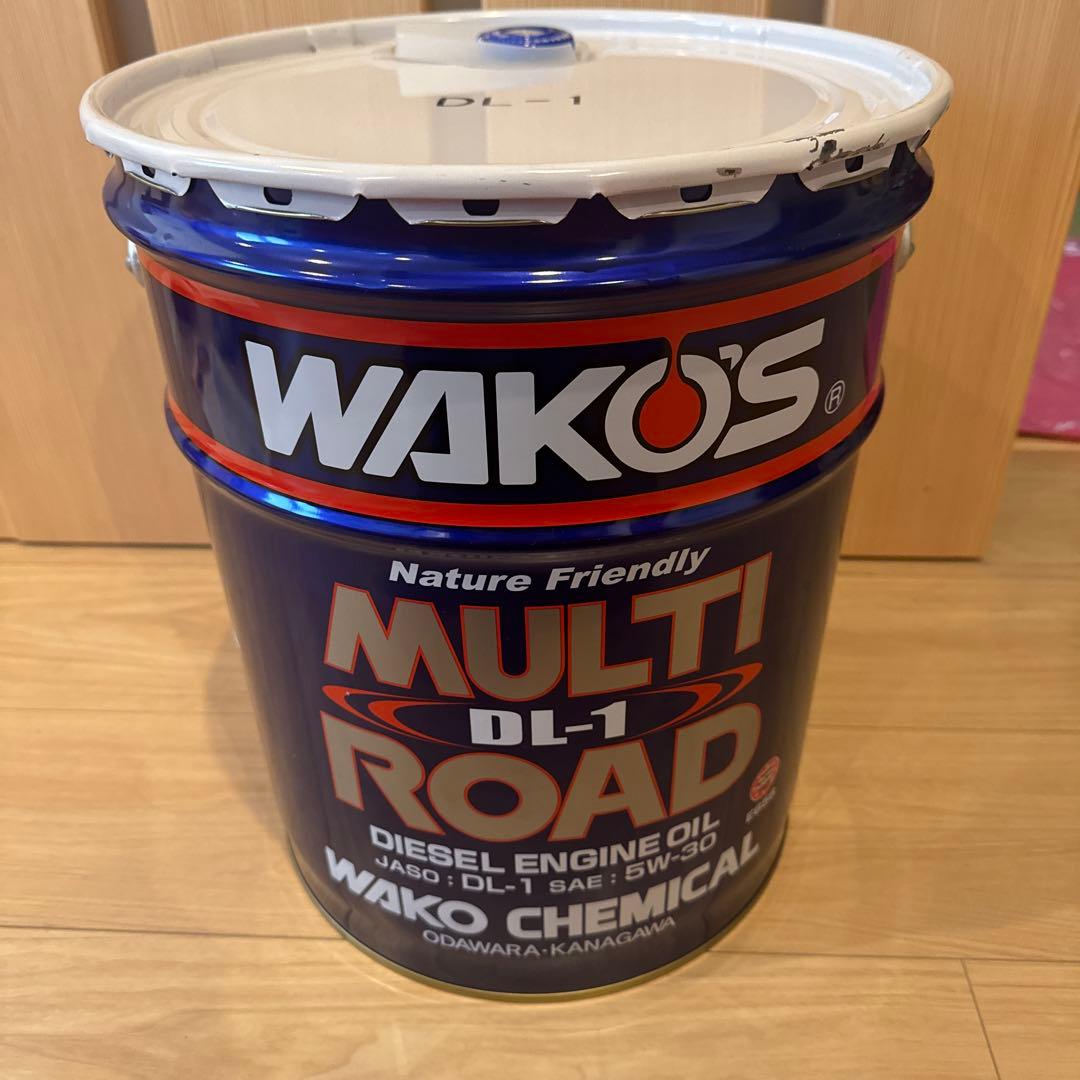 DL-1
WAKO'S®
Nature Friendly
MULTI
DL-1
ROAD
DIESEL ENGINE OIL
JASO : DL-1 SAE : 5W-30
WAKO CHEMICAL
ODAWARA·KANAGAWA